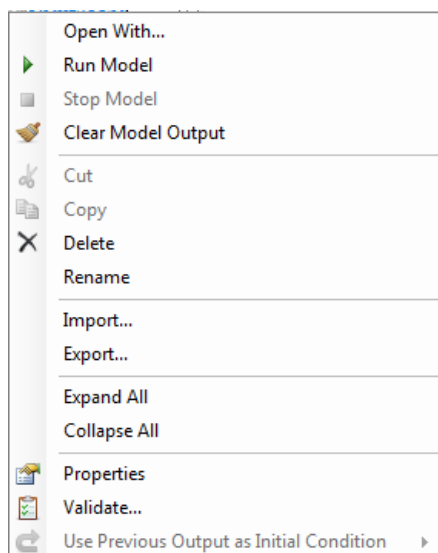 Open With...
Run Model
Stop Model
Clear Model Output
Cut
Copy
Delete
Rename
Import...
Export...
Expand All
Collapse All
Properties
Validate...
Use Previous Output as Initial Condition